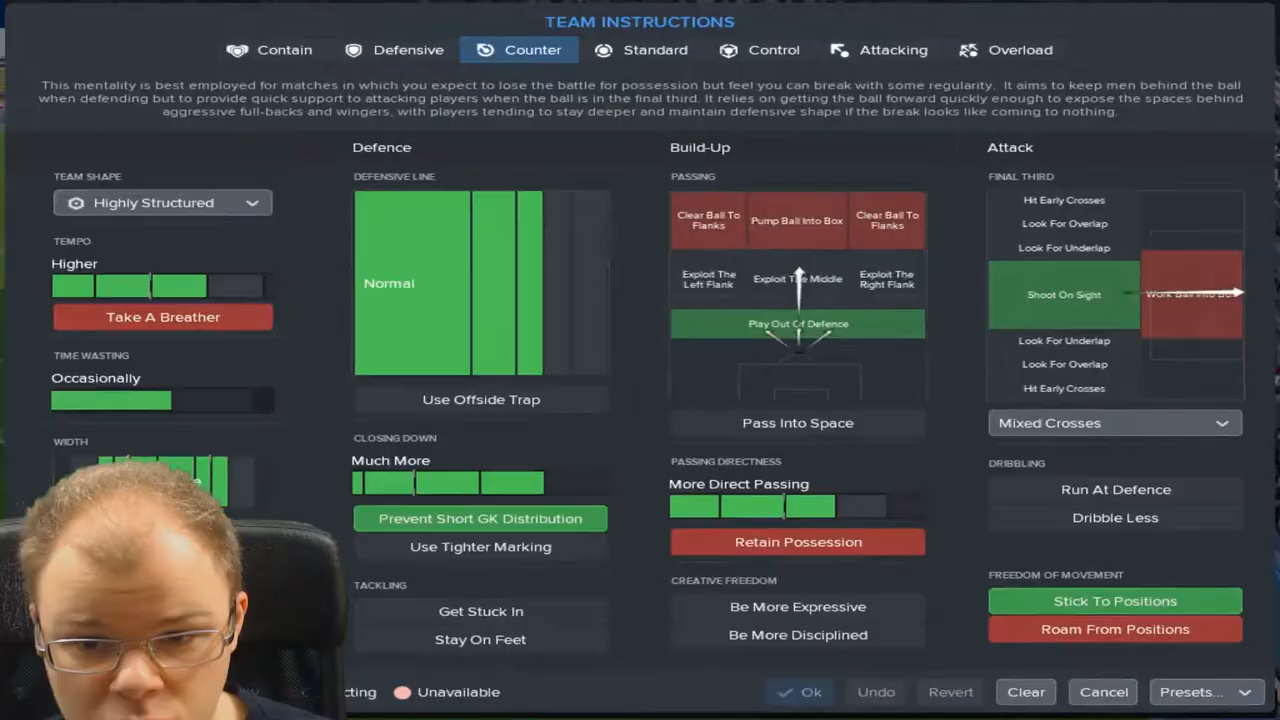 TEAM INSTRUCTIONS
Contain Defensive Counter Standard Control Attacking Overload
This mentality is best employed for matches in which you expect to lose the battle for possession but feel you can break with some regularity. It aims to keep men behind the ball
when defending but to provide quick support to attacking players when the ball is in the final third. It relies on getting the ball forward quickly enough to expose the spaces behind
aggressive full-backs and wingers, with players tending to stay deeper and maintain defensive shape if the break looks like coming to nothing.
TEAM SHAPE
Highly Structured
TEMPO
Higher
Take A Breather
TIME WASTING
Occasionally
WIDTH
Defence
DEFENSIVE LINE
Normal
Use Offside Trap
CLOSING DOWN
Much More
Prevent Short GK Distribution
Use Tighter Marking
TACKLING
Get Stuck In
Stay On Feet
Build-Up
PASSING
Clear Ball To
Flanks
Pump Ball Into Box
Clear Ball To
Flanks
Exploit The
Left Flank
Exploit The Middle
Exploit The
Right Flank
Play Out Of Defence
Pass Into Space
PASSING DIRECTNESS
More Direct Passing
Retain Possession
CREATIVE FREEDOM
Be More Expressive
Be More Disciplined
Attack
FINAL THIRD
Hit Early Crosses
Look For Overlap
Look For Underlap
Shoot On Sight
Work Ball Into Box
Look For Underlap
Look For Overlap
Hit Early Crosses
Mixed Crosses
DRIBBLING
Run At Defence
Dribble Less
FREEDOM OF MOVEMENT
Stick To Positions
Roam From Positions
cting Unavailable Ok Undo Revert Clear Cancel Presets...